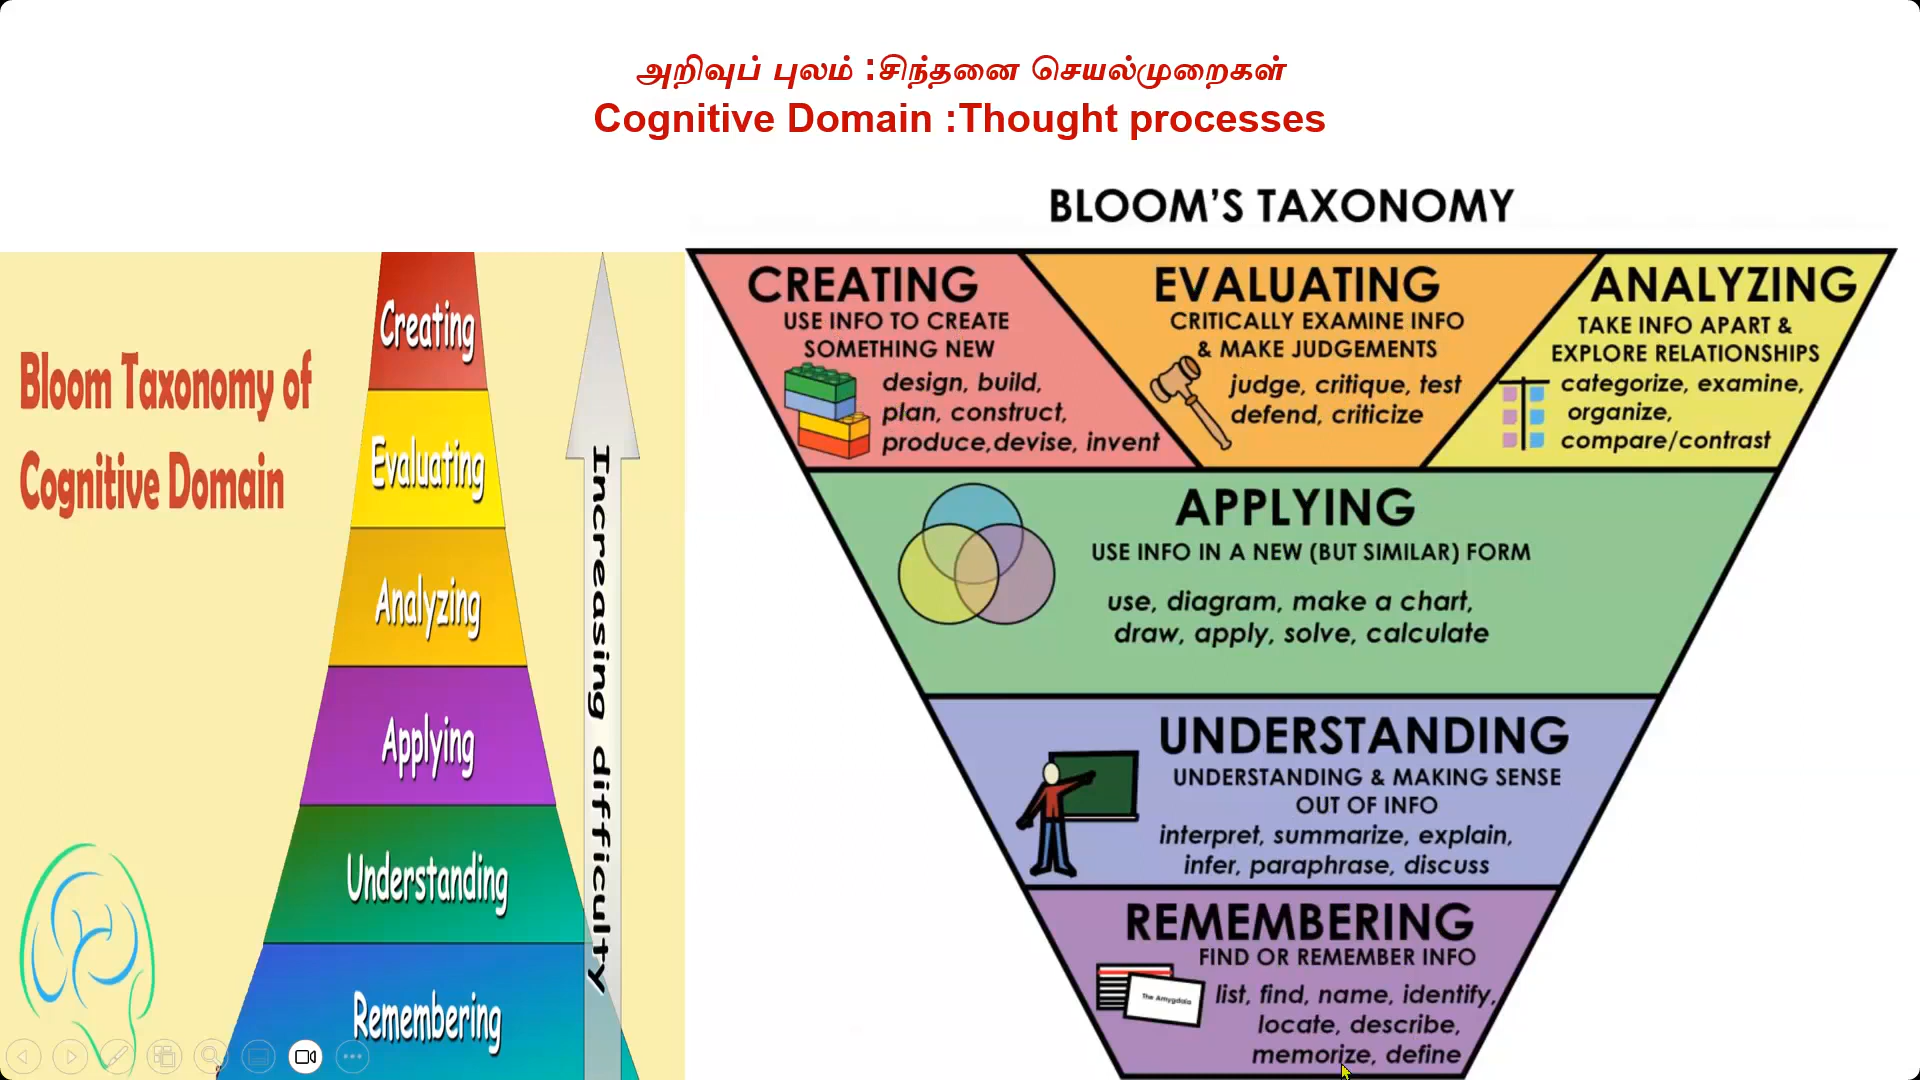 அறிவுப் புலம் :சிந்தனை செயல்முறைகள்
Cognitive Domain :Thought processes
Bloom Taxonomy of
Cognitive Domain
Creating
Evaluating
Analyzing
Applying
Understanding
Remembering
Increasing difficulty
BLOOM'S TAXONOMY
CREATING
USE INFO TO CREATE
SOMETHING NEW
design, build,
plan, construct,
produce,devise, invent
EVALUATING
CRITICALLY EXAMINE INFO
& MAKE JUDGEMENTS
judge, critique, test
defend, criticize
ANALYZING
TAKE INFO APART &
EXPLORE RELATIONSHIPS
categorize, examine,
organize,
compare/contrast
APPLYING
USE INFO IN A NEW (BUT SIMILAR) FORM
use, diagram, make a chart,
draw, apply, solve, calculate
UNDERSTANDING
UNDERSTANDING & MAKING SENSE
OUT OF INFO
interpret, summarize, explain,
infer, paraphrase, discuss
REMEMBERING
FIND OR REMEMBER INFO
The Amygdala
list, find, name, identify,
locate, describe,
memorize, define